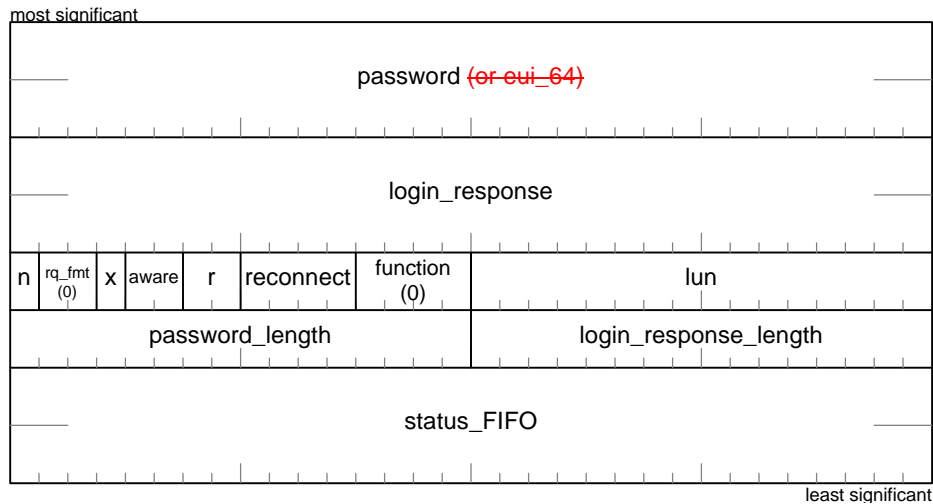 most significant
password (or eui_64)
login_response
n rq_fmt (0) x aware r reconnect function (0) lun
password_length login_response_length
status_FIFO
least significant